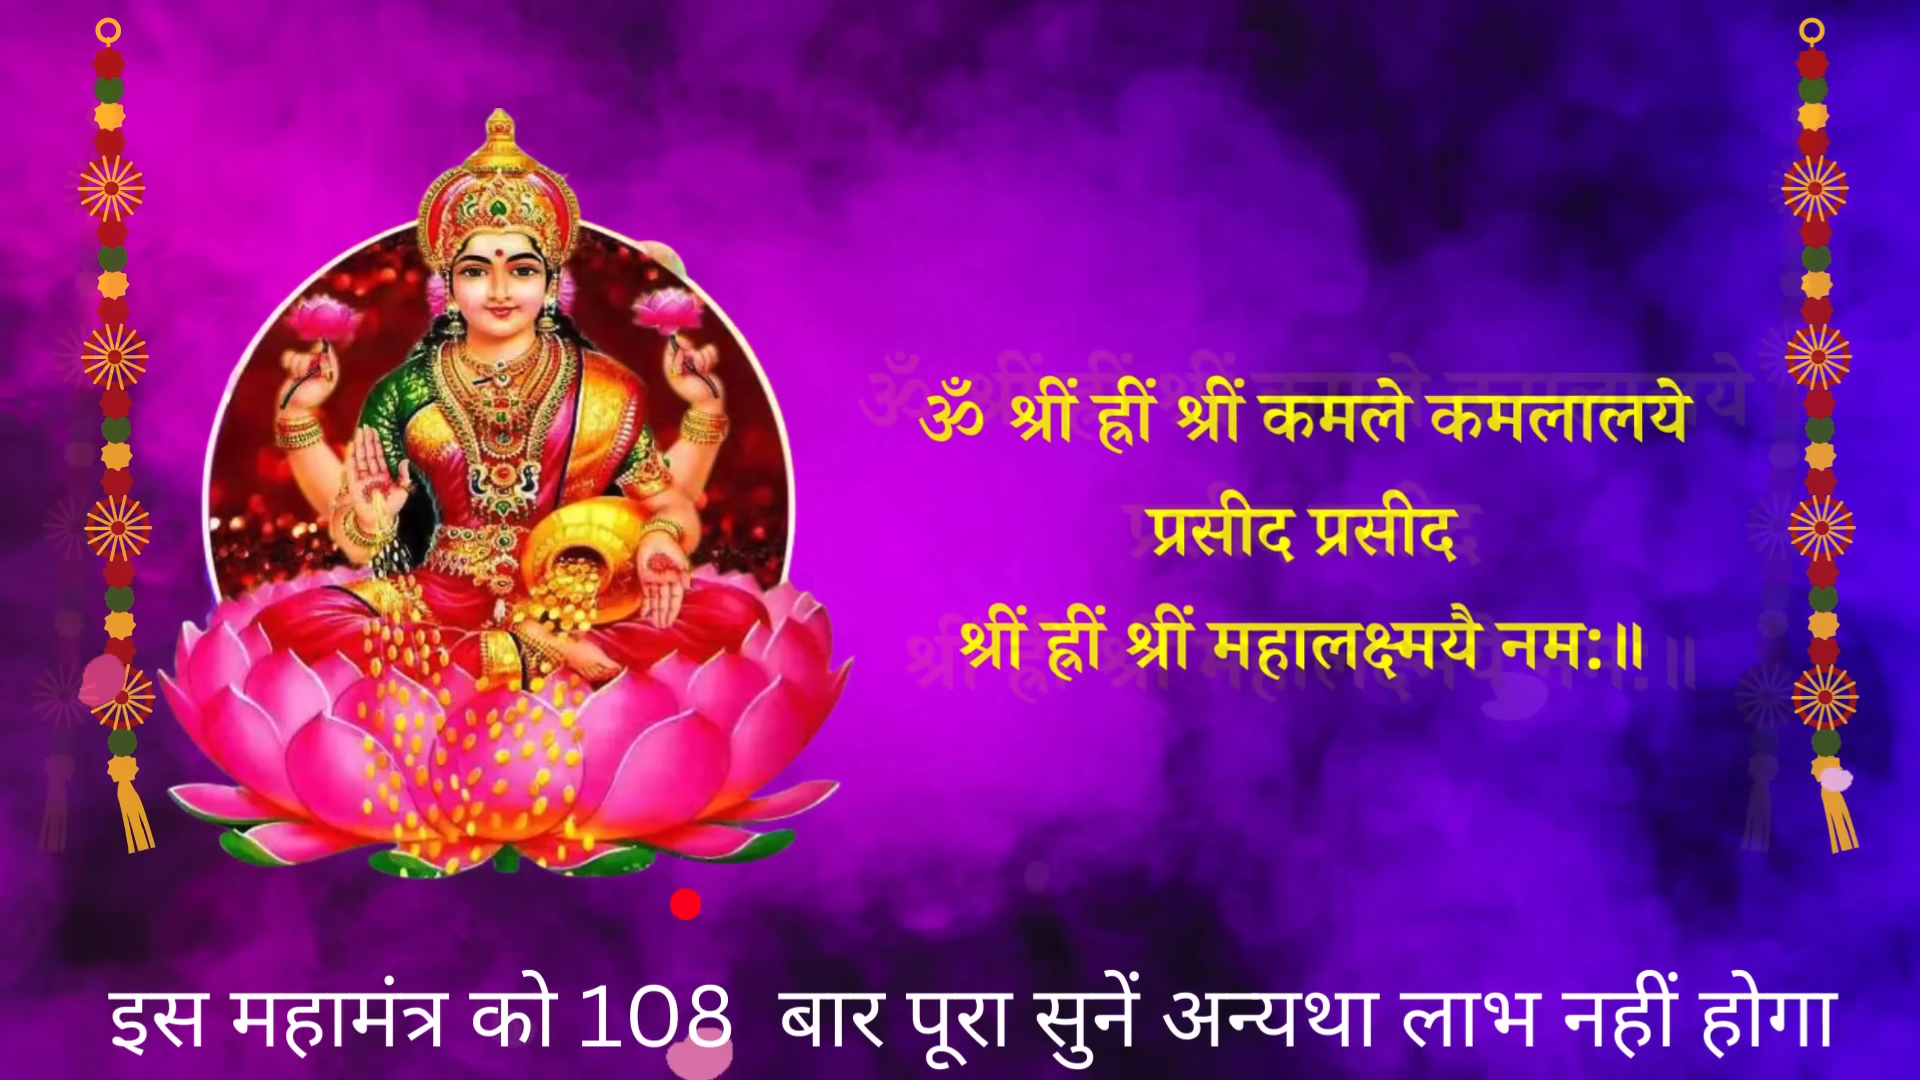 ॐ श्रीं ह्रीं श्रीं कमले कमलालये
प्रसीद प्रसीद
श्रीं ह्रीं श्रीं महालक्ष्मयै नम:॥
इस महामंत्र को 108 बार पूरा सुनें अन्यथा लाभ नहीं होगा